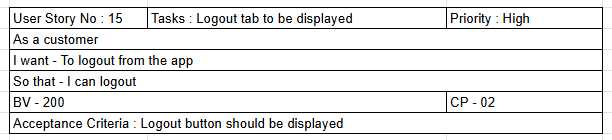 User Story No : 15 Tasks : Logout tab to be displayed Priority : High
As a customer
I want - To logout from the app
So that - I can logout
BV - 200 CP - 02
Acceptance Criteria : Logout button should be displayed